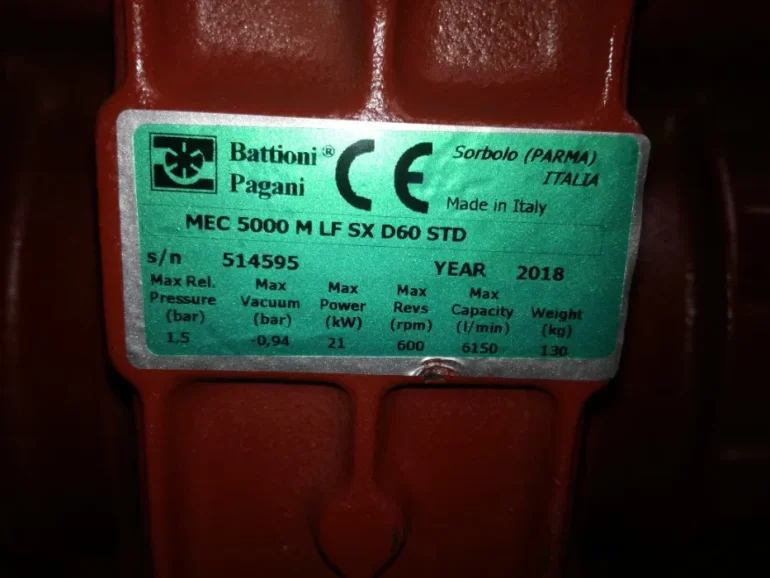 Battioni® Pagani
CE
Sorbolo (PARMA)
ITALIA
Made in Italy
MEC 5000 M LF SX D60 STD
s/n 514595 YEAR 2018
Max Rel. Pressure (bar) Max Vacuum (bar) Max Power (kW) Max Revs (rpm) Max Capacity (l/min) Weight (kg)
1,5 -0,94 21 600 6150 130